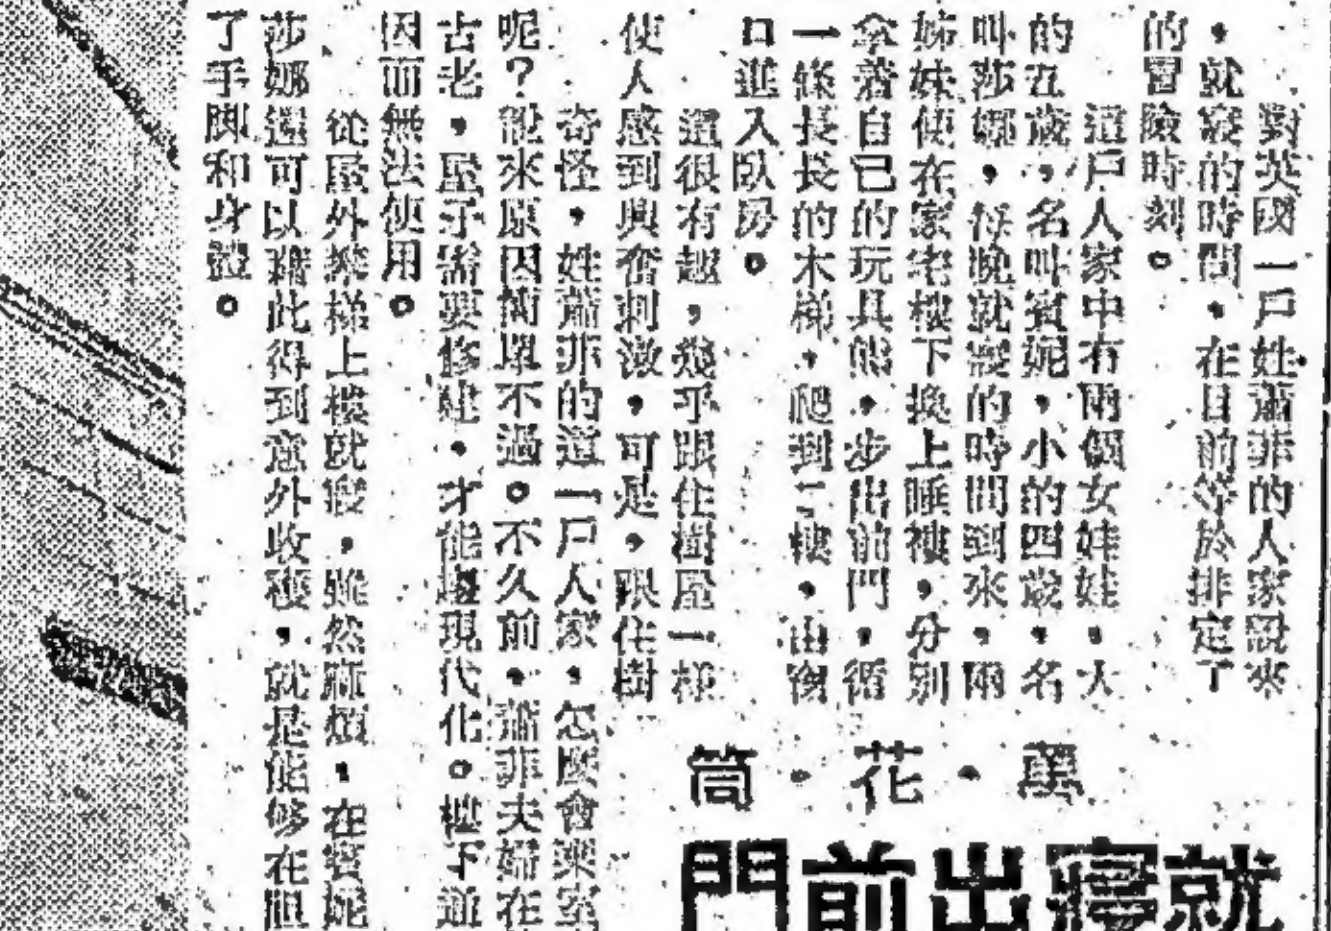 萬・花・筒
就寢出前門
對英國一戶姓蕭菲的人家說來
，就寢的時間，在目前等於排定了
的冒險時刻。
這戶人家中有兩個女娃娃，大
的五歲，名叫賓妮，小的四歲，名
叫莎娜，每晚就寢的時間到來，兩
姊妹便在家宅樓下換上睡褸，分別
拿着自己的玩具熊，步出前門，循
一條長長的木梯，爬到二樓，由窗
口進入臥房。
這很有趣，幾乎跟住樹屋一樣
使人感到興奮刺激，可是，跟住樹
奇怪，姓蕭菲的這一戶人家，怎麼會棄室
呢？說來原因簡單不過。不久前，蕭菲夫婦在
古老，屋子需要修建，才能趨現代化。樓下通
因而無法使用。
從屋外樂梯上樓就寢，雖然麻煩，在賓妮
莎娜還可以藉此得到意外收穫，就是能够在
了手脚和身體。